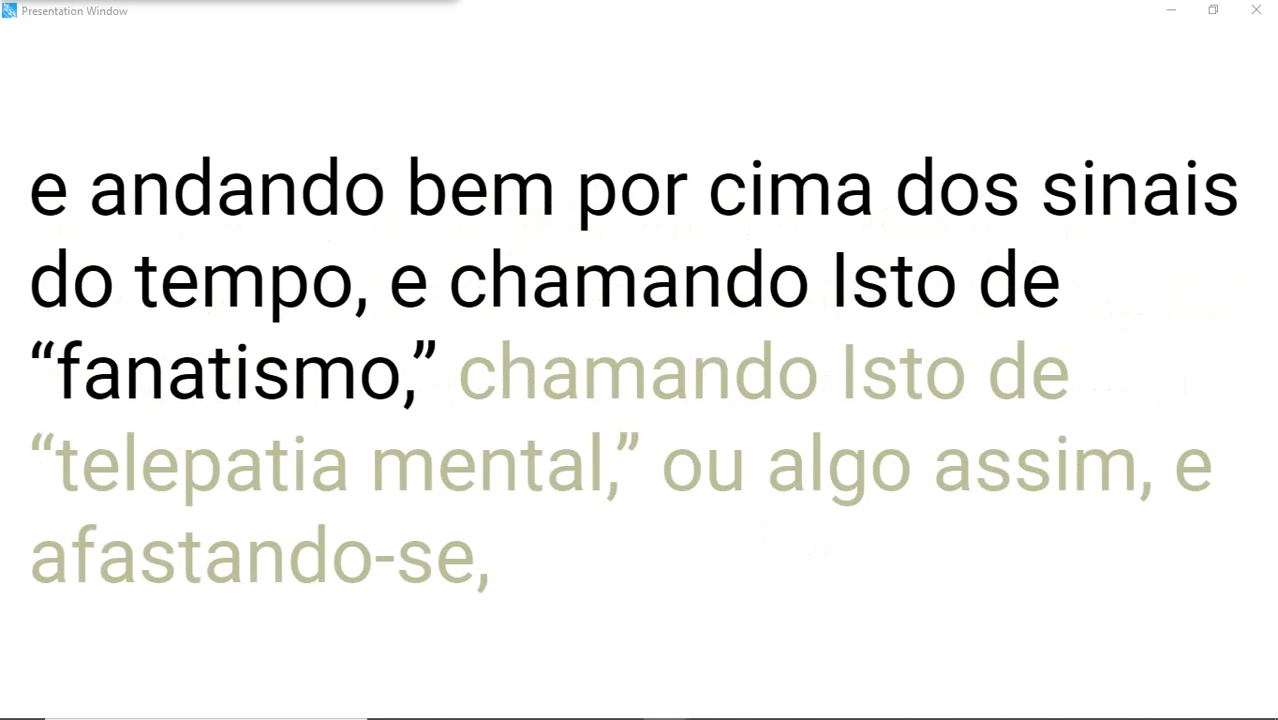 Presentation Window
e andando bem por cima dos sinais
do tempo, e chamando Isto de
“fanatismo,” chamando Isto de
“telepatia mental,” ou algo assim, e
afastando-se,